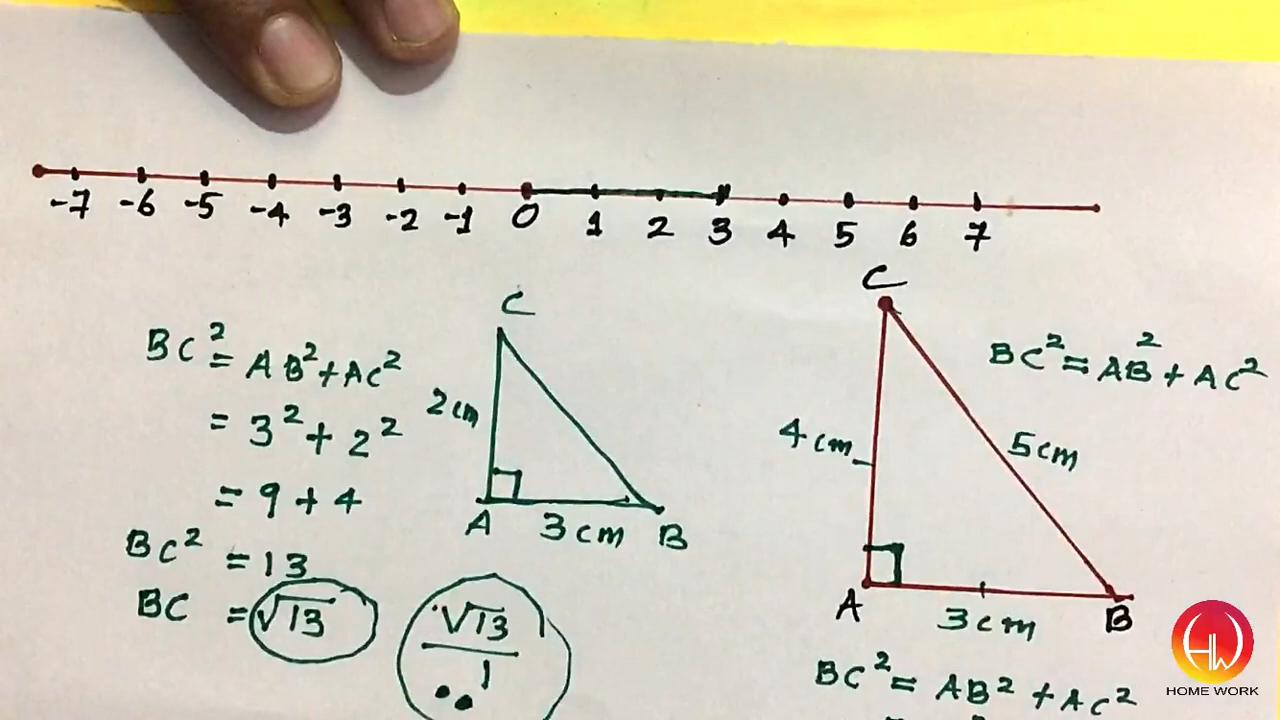 -7 -6 -5 -4 -3 -2 -1 0 1 2 3 4 5 6 7
C
BC² = AB² + AC²
= 3² + 2²
= 9 + 4
BC² = 13
BC = √13
2cm
A 3cm B
√13
1
C
BC² = AB² + AC²
4cm
5cm
A 3cm B
BC² = AB² + AC²
HW
HOME WORK